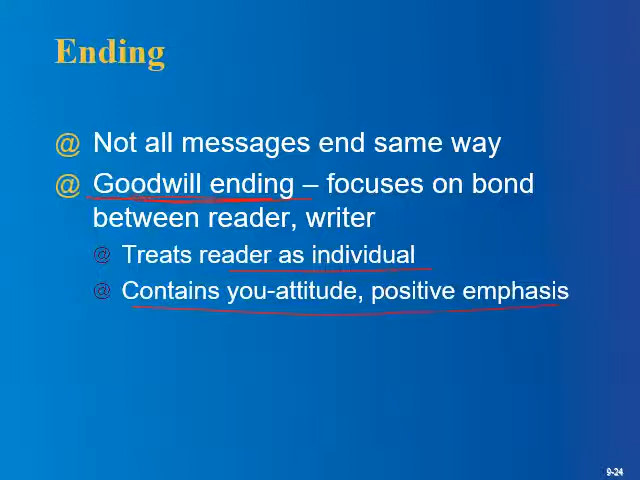 Ending
@ Not all messages end same way
@ Goodwill ending – focuses on bond
between reader, writer
@ Treats reader as individual
@ Contains you-attitude, positive emphasis
9-24